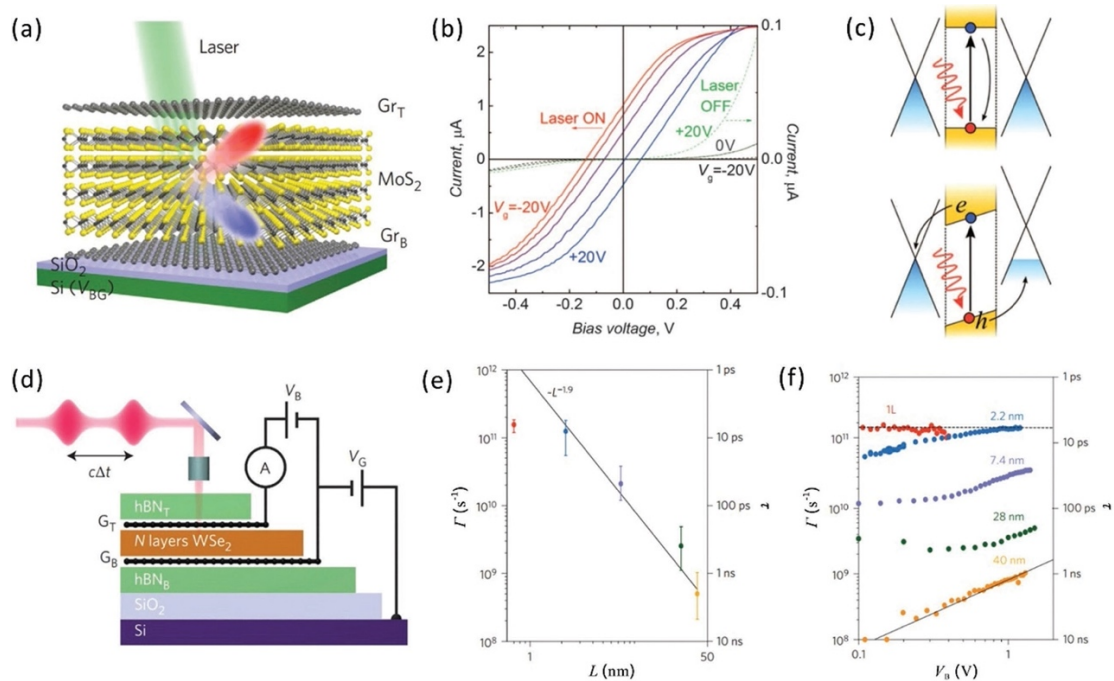 (a)
Laser
Gr_T
MoS_2
Gr_B
SiO_2
Si (V_BG)
(b)
Current, μA
2
1
0
-1
-2
Laser ON
V_g=-20V
+20V
Laser
OFF
+20V
0V
V_g=-20V
0.1
0.0
-0.1
Current, μA
-0.4
-0.2
0.0
0.2
0.4
Bias voltage, V
(c)
e
h
(d)
cΔt
V_B
V_G
A
hBN_T
G_T
N layers WSe_2
G_B
hBN_B
SiO_2
Si
(e)
Γ (s^-1)
10^12
10^11
10^10
10^9
10^8
~L^-1.9
1 ps
10 ps
100 ps
1 ns
10 ns
τ
1
50
L (nm)
(f)
Γ (s^-1)
10^12
10^11
10^10
10^9
10^8
1L
2.2 nm
7.4 nm
28 nm
40 nm
1 ps
10 ps
100 ps
1 ns
10 ns
τ
0.1
1
V_B (V)